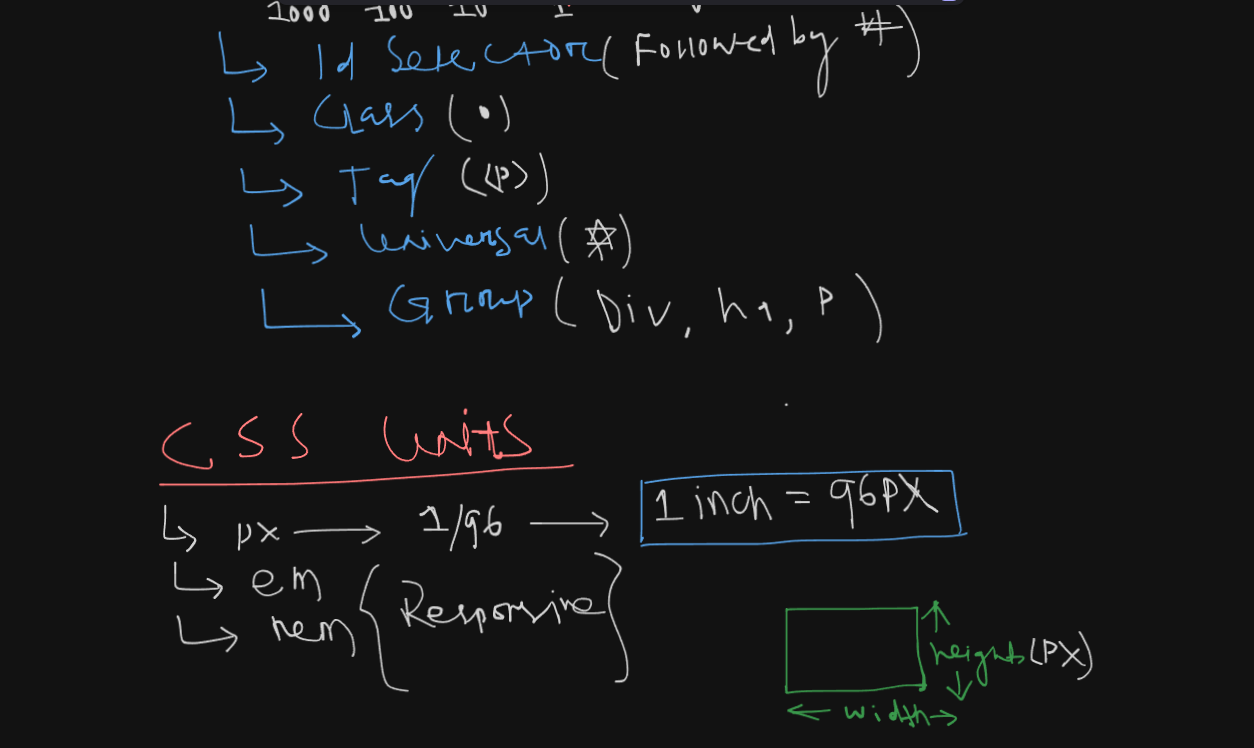 1000 100 10 1
Id Selector (Followed by #)
Class (.)
Tag (<p>)
Universal (*)
Group (Div, h1, P)
CSS Units
px → 1/96 → 1 inch = 96PX
em
rem {Responsive}
height (PX)
← width →